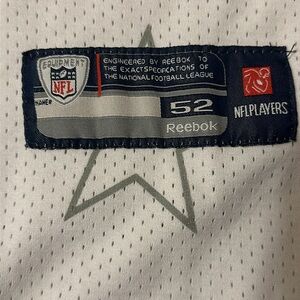 EQUIPMENT
NFL
ENGINEERED BY REEBOK TO
THE EXACT SPECIFICATIONS OF
THE NATIONAL FOOTBALL LEAGUE
52
Reebok
NFLPLAYERS